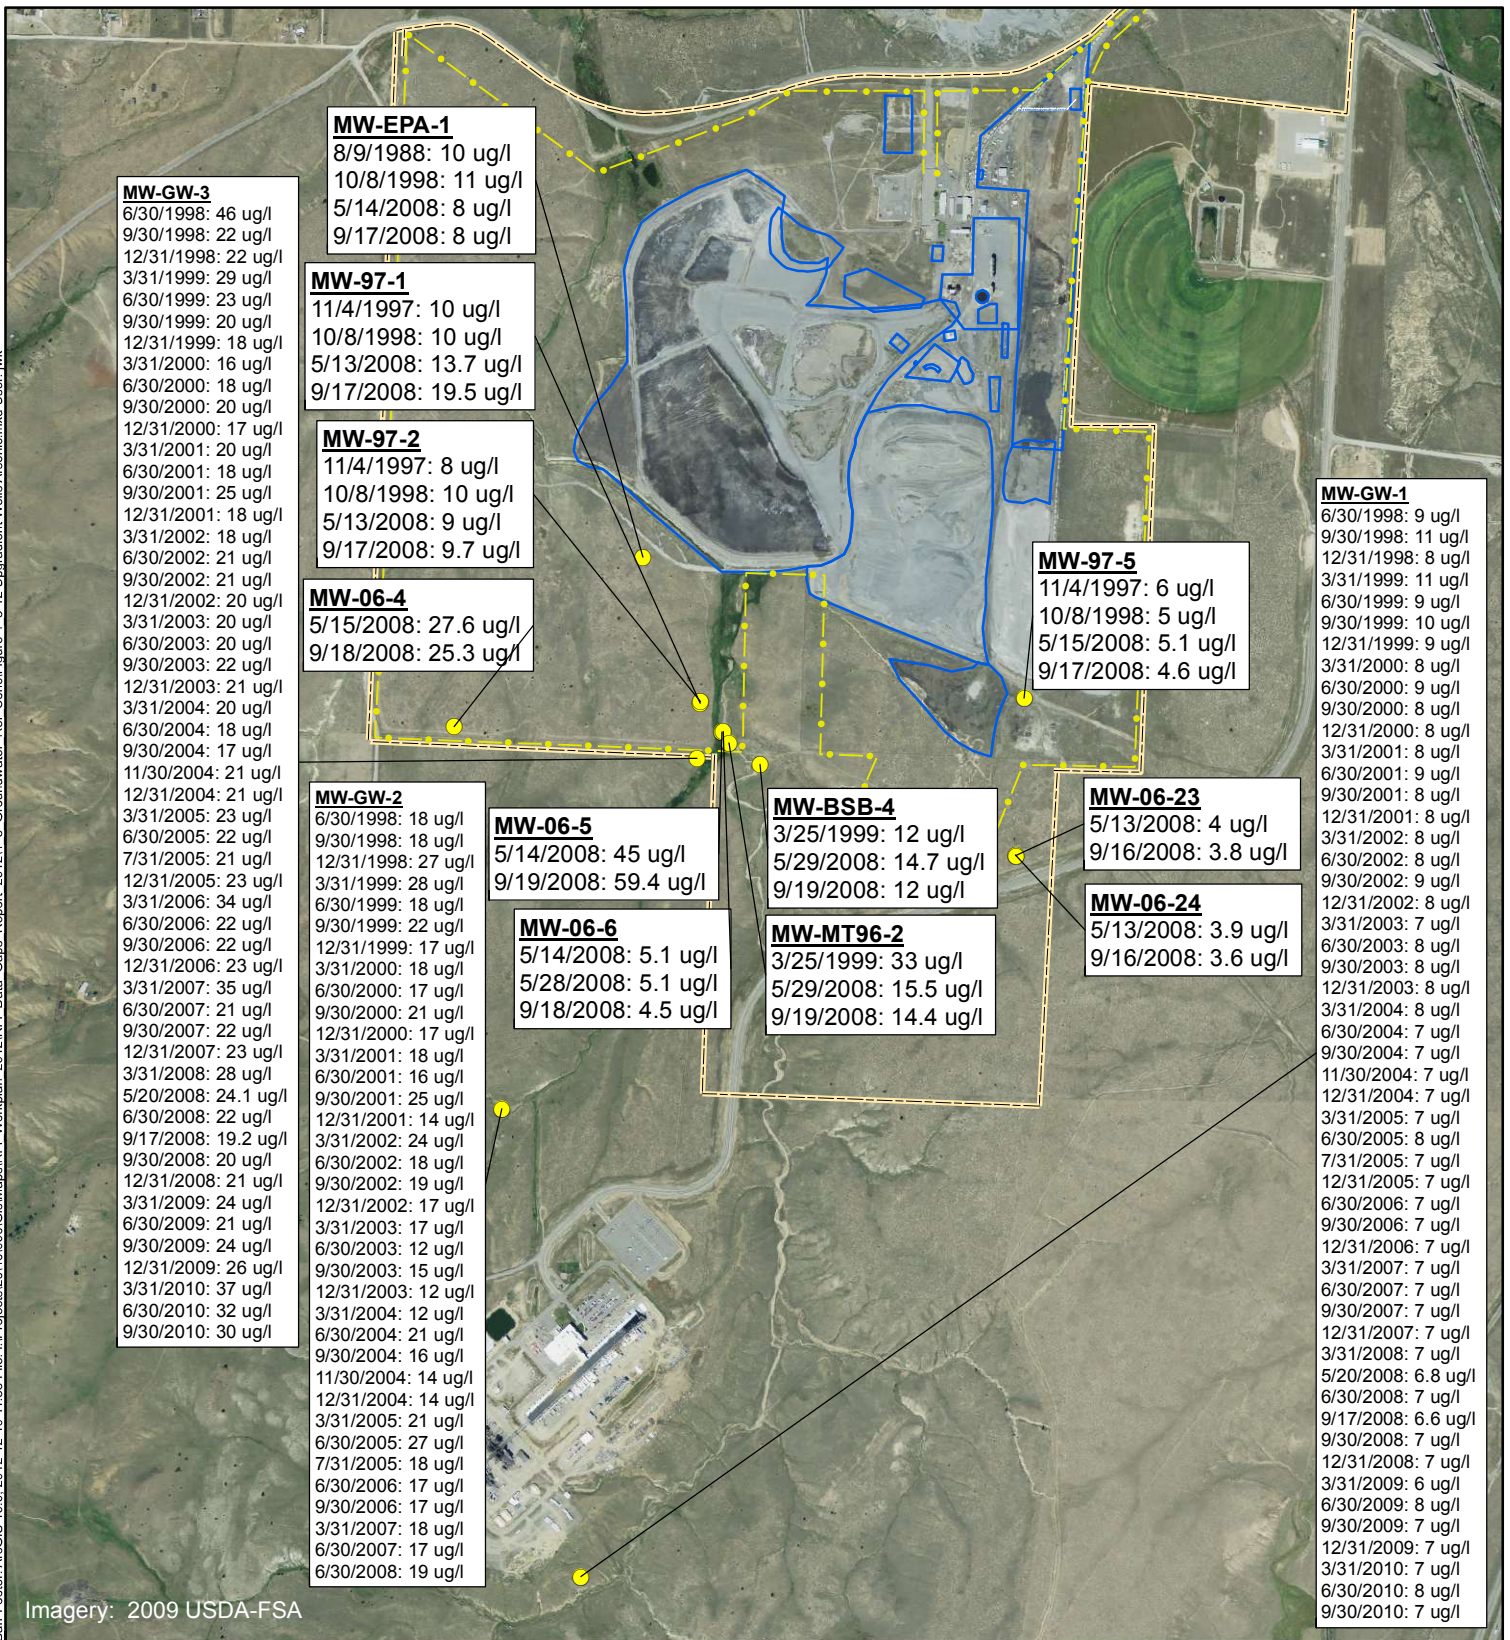 MW-EPA-1
8/9/1988: 10 ug/l
10/8/1998: 11 ug/l
5/14/2008: 8 ug/l
9/17/2008: 8 ug/l
MW-GW-3
6/30/1998: 46 ug/l
9/30/1998: 22 ug/l
12/31/1998: 22 ug/l
3/31/1999: 29 ug/l
6/30/1999: 23 ug/l
9/30/1999: 20 ug/l
12/31/1999: 18 ug/l
3/31/2000: 16 ug/l
6/30/2000: 18 ug/l
9/30/2000: 20 ug/l
12/31/2000: 17 ug/l
3/31/2001: 20 ug/l
6/30/2001: 18 ug/l
9/30/2001: 25 ug/l
12/31/2001: 18 ug/l
3/31/2002: 18 ug/l
6/30/2002: 21 ug/l
9/30/2002: 21 ug/l
12/31/2002: 20 ug/l
3/31/2003: 20 ug/l
6/30/2003: 20 ug/l
9/30/2003: 22 ug/l
12/31/2003: 21 ug/l
3/31/2004: 20 ug/l
6/30/2004: 18 ug/l
9/30/2004: 17 ug/l
11/30/2004: 21 ug/l
12/31/2004: 21 ug/l
3/31/2005: 23 ug/l
6/30/2005: 22 ug/l
7/31/2005: 21 ug/l
12/31/2005: 23 ug/l
3/31/2006: 34 ug/l
6/30/2006: 22 ug/l
9/30/2006: 22 ug/l
12/31/2006: 23 ug/l
3/31/2007: 35 ug/l
6/30/2007: 21 ug/l
9/30/2007: 22 ug/l
12/31/2007: 23 ug/l
3/31/2008: 28 ug/l
5/20/2008: 24.1 ug/l
6/30/2008: 22 ug/l
9/17/2008: 19.2 ug/l
9/30/2008: 20 ug/l
12/31/2008: 21 ug/l
3/31/2009: 24 ug/l
6/30/2009: 21 ug/l
9/30/2009: 24 ug/l
12/31/2009: 26 ug/l
3/31/2010: 37 ug/l
6/30/2010: 32 ug/l
9/30/2010: 30 ug/l
MW-97-1
11/4/1997: 10 ug/l
10/8/1998: 10 ug/l
5/13/2008: 13.7 ug/l
9/17/2008: 19.5 ug/l
MW-97-2
11/4/1997: 8 ug/l
10/8/1998: 10 ug/l
5/13/2008: 9 ug/l
9/17/2008: 9.7 ug/l
MW-06-4
5/15/2008: 27.6 ug/l
9/18/2008: 25.3 ug/l
MW-GW-2
6/30/1998: 18 ug/l
9/30/1998: 18 ug/l
12/31/1998: 27 ug/l
3/31/1999: 28 ug/l
6/30/1999: 18 ug/l
9/30/1999: 22 ug/l
12/31/1999: 17 ug/l
3/31/2000: 18 ug/l
6/30/2000: 17 ug/l
9/30/2000: 21 ug/l
12/31/2000: 17 ug/l
3/31/2001: 18 ug/l
6/30/2001: 16 ug/l
9/30/2001: 25 ug/l
12/31/2001: 14 ug/l
3/31/2002: 24 ug/l
6/30/2002: 18 ug/l
9/30/2002: 19 ug/l
12/31/2002: 17 ug/l
3/31/2003: 17 ug/l
6/30/2003: 12 ug/l
9/30/2003: 15 ug/l
12/31/2003: 12 ug/l
3/31/2004: 12 ug/l
6/30/2004: 21 ug/l
9/30/2004: 16 ug/l
11/30/2004: 14 ug/l
12/31/2004: 14 ug/l
3/31/2005: 21 ug/l
6/30/2005: 27 ug/l
7/31/2005: 18 ug/l
6/30/2006: 17 ug/l
9/30/2006: 17 ug/l
3/31/2007: 18 ug/l
6/30/2007: 17 ug/l
6/30/2008: 19 ug/l
MW-06-5
5/14/2008: 45 ug/l
9/19/2008: 59.4 ug/l
MW-06-6
5/14/2008: 5.1 ug/l
5/28/2008: 5.1 ug/l
9/18/2008: 4.5 ug/l
MW-BSB-4
3/25/1999: 12 ug/l
5/29/2008: 14.7 ug/l
9/19/2008: 12 ug/l
MW-MT96-2
3/25/1999: 33 ug/l
5/29/2008: 15.5 ug/l
9/19/2008: 14.4 ug/l
MW-97-5
11/4/1997: 6 ug/l
10/8/1998: 5 ug/l
5/15/2008: 5.1 ug/l
9/17/2008: 4.6 ug/l
MW-06-23
5/13/2008: 4 ug/l
9/16/2008: 3.8 ug/l
MW-06-24
5/13/2008: 3.9 ug/l
9/16/2008: 3.6 ug/l
MW-GW-1
6/30/1998: 9 ug/l
9/30/1998: 11 ug/l
12/31/1998: 8 ug/l
3/31/1999: 11 ug/l
6/30/1999: 9 ug/l
9/30/1999: 10 ug/l
12/31/1999: 9 ug/l
3/31/2000: 8 ug/l
6/30/2000: 9 ug/l
9/30/2000: 8 ug/l
12/31/2000: 8 ug/l
3/31/2001: 8 ug/l
6/30/2001: 9 ug/l
9/30/2001: 8 ug/l
12/31/2001: 8 ug/l
3/31/2002: 8 ug/l
6/30/2002: 8 ug/l
9/30/2002: 9 ug/l
12/31/2002: 8 ug/l
3/31/2003: 7 ug/l
6/30/2003: 8 ug/l
9/30/2003: 8 ug/l
12/31/2003: 8 ug/l
3/31/2004: 8 ug/l
6/30/2004: 7 ug/l
9/30/2004: 7 ug/l
11/30/2004: 7 ug/l
12/31/2004: 7 ug/l
3/31/2005: 7 ug/l
6/30/2005: 8 ug/l
7/31/2005: 7 ug/l
12/31/2005: 7 ug/l
6/30/2006: 7 ug/l
9/30/2006: 7 ug/l
12/31/2006: 7 ug/l
3/31/2007: 7 ug/l
6/30/2007: 7 ug/l
9/30/2007: 7 ug/l
12/31/2007: 7 ug/l
3/31/2008: 7 ug/l
5/20/2008: 6.8 ug/l
6/30/2008: 7 ug/l
9/17/2008: 6.6 ug/l
9/30/2008: 7 ug/l
12/31/2008: 7 ug/l
3/31/2009: 6 ug/l
6/30/2009: 8 ug/l
9/30/2009: 7 ug/l
12/31/2009: 7 ug/l
3/31/2010: 7 ug/l
6/30/2010: 8 ug/l
9/30/2010: 7 ug/l
Imagery: 2009 USDA-FSA